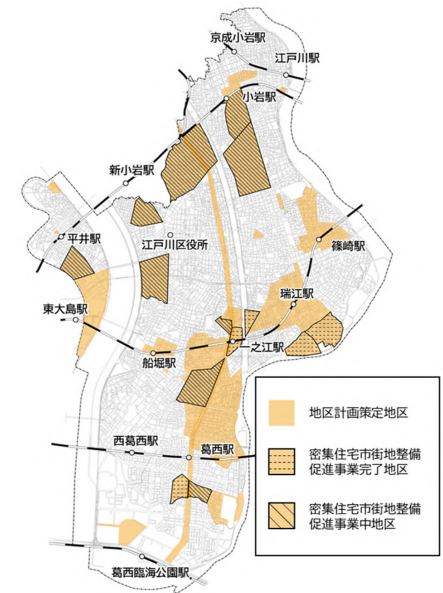 京成小岩駅
江戸川駅
小岩駅
新小岩駅
平井駅
江戸川区役所
篠崎駅
瑞江駅
東大島駅
一之江駅
船堀駅
西葛西駅
葛西駅
葛西臨海公園駅
地区計画策定地区
密集住宅市街地整備
促進事業完了地区
密集住宅市街地整備
促進事業中地区